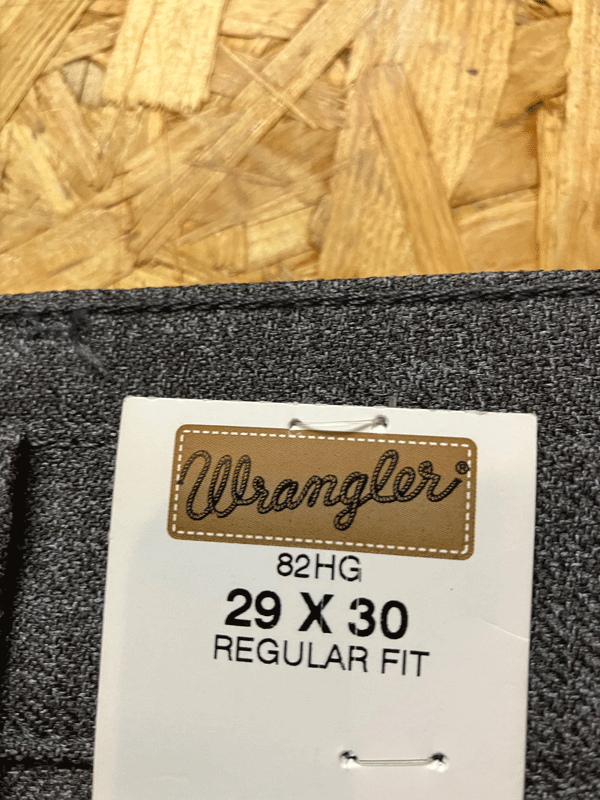 Wrangler®
82HG
29 X 30
REGULAR FIT